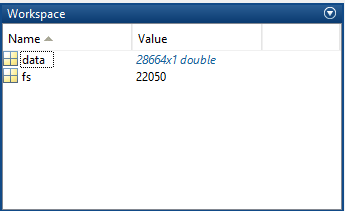 Workspace
Name Value
data 28664x1 double
fs 22050